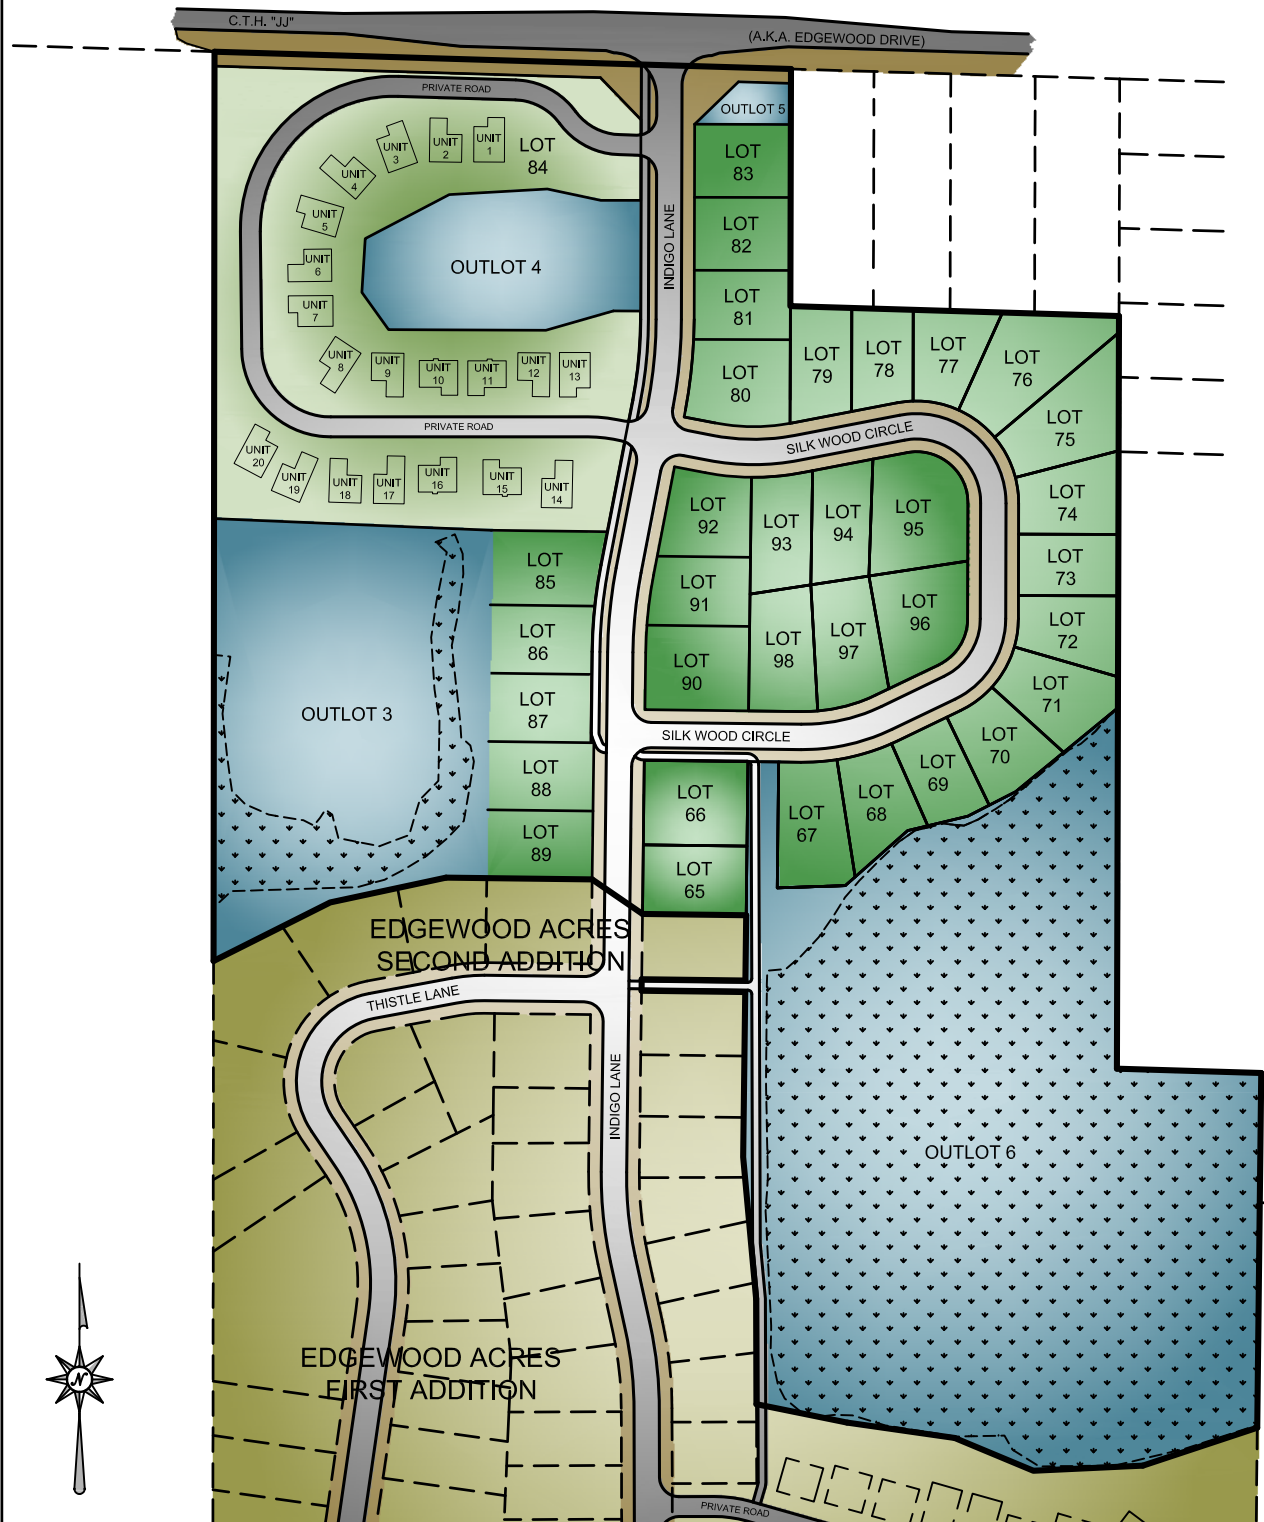 C.T.H. "JJ"
(A.K.A. EDGEWOOD DRIVE)
PRIVATE ROAD
OUTLOT 5
UNIT
1
UNIT
2
UNIT
3
UNIT
4
UNIT
5
UNIT
6
UNIT
7
UNIT
8
UNIT
9
UNIT
10
UNIT
11
UNIT
12
UNIT
13
LOT
84
OUTLOT 4
INDIGO LANE
LOT
83
LOT
82
LOT
81
LOT
80
LOT
79
LOT
78
LOT
77
LOT
76
LOT
75
LOT
74
LOT
73
LOT
72
LOT
71
LOT
70
LOT
69
LOT
68
LOT
67
PRIVATE ROAD
SILK WOOD CIRCLE
UNIT
20
UNIT
19
UNIT
18
UNIT
17
UNIT
16
UNIT
15
UNIT
14
LOT
92
LOT
93
LOT
94
LOT
95
LOT
91
LOT
90
LOT
98
LOT
97
LOT
96
LOT
85
LOT
86
LOT
87
LOT
88
LOT
89
OUTLOT 3
SILK WOOD CIRCLE
LOT
66
LOT
65
EDGEWOOD ACRES
SECOND ADDITION
THISTLE LANE
INDIGO LANE
OUTLOT 6
EDGEWOOD ACRES
FIRST ADDITION
N
PRIVATE ROAD